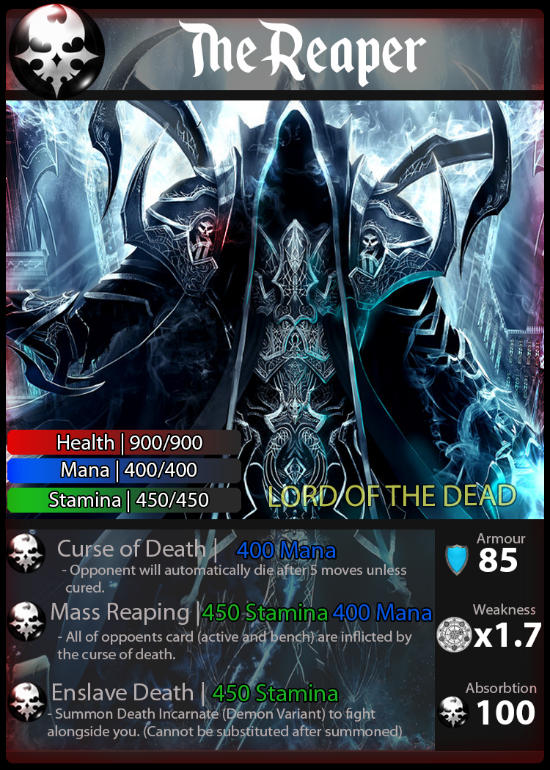 The Reaper
Health | 900/900
Mana | 400/400
Stamina | 450/450
LORD OF THE DEAD
Curse of Death | 400 Mana
- Opponent will automatically die after 5 moves unless
cured.
Mass Reaping | 450 Stamina 400 Mana
- All of oppoents card (active and bench) are inflicted by
the curse of death.
Enslave Death | 450 Stamina
- Summon Death Incarnate (Demon Variant) to fight
alongside you. (Cannot be substituted after summoned)
Armour
85
Weakness
x1.7
Absorbtion
100